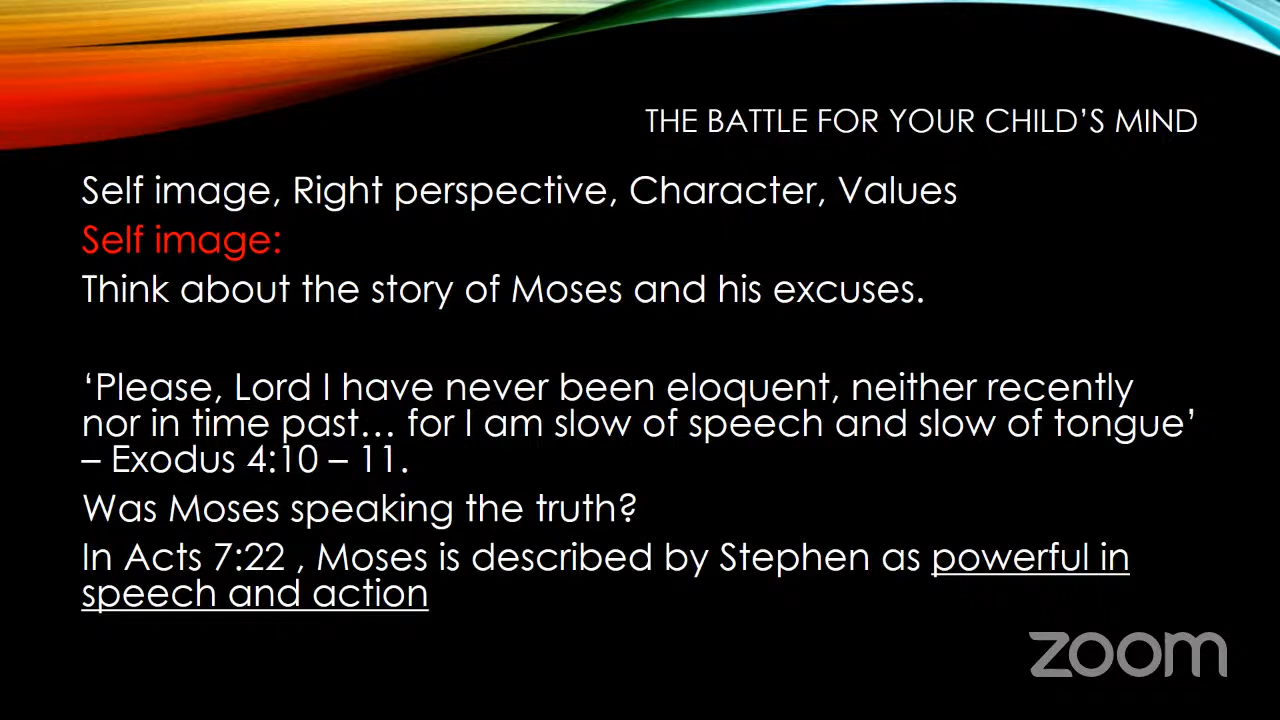 THE BATTLE FOR YOUR CHILD’S MIND
Self image, Right perspective, Character, Values
Self image:
Think about the story of Moses and his excuses.
‘Please, Lord I have never been eloquent, neither recently
nor in time past… for I am slow of speech and slow of tongue’
– Exodus 4:10 – 11.
Was Moses speaking the truth?
In Acts 7:22 , Moses is described by Stephen as powerful in
speech and action
zoom